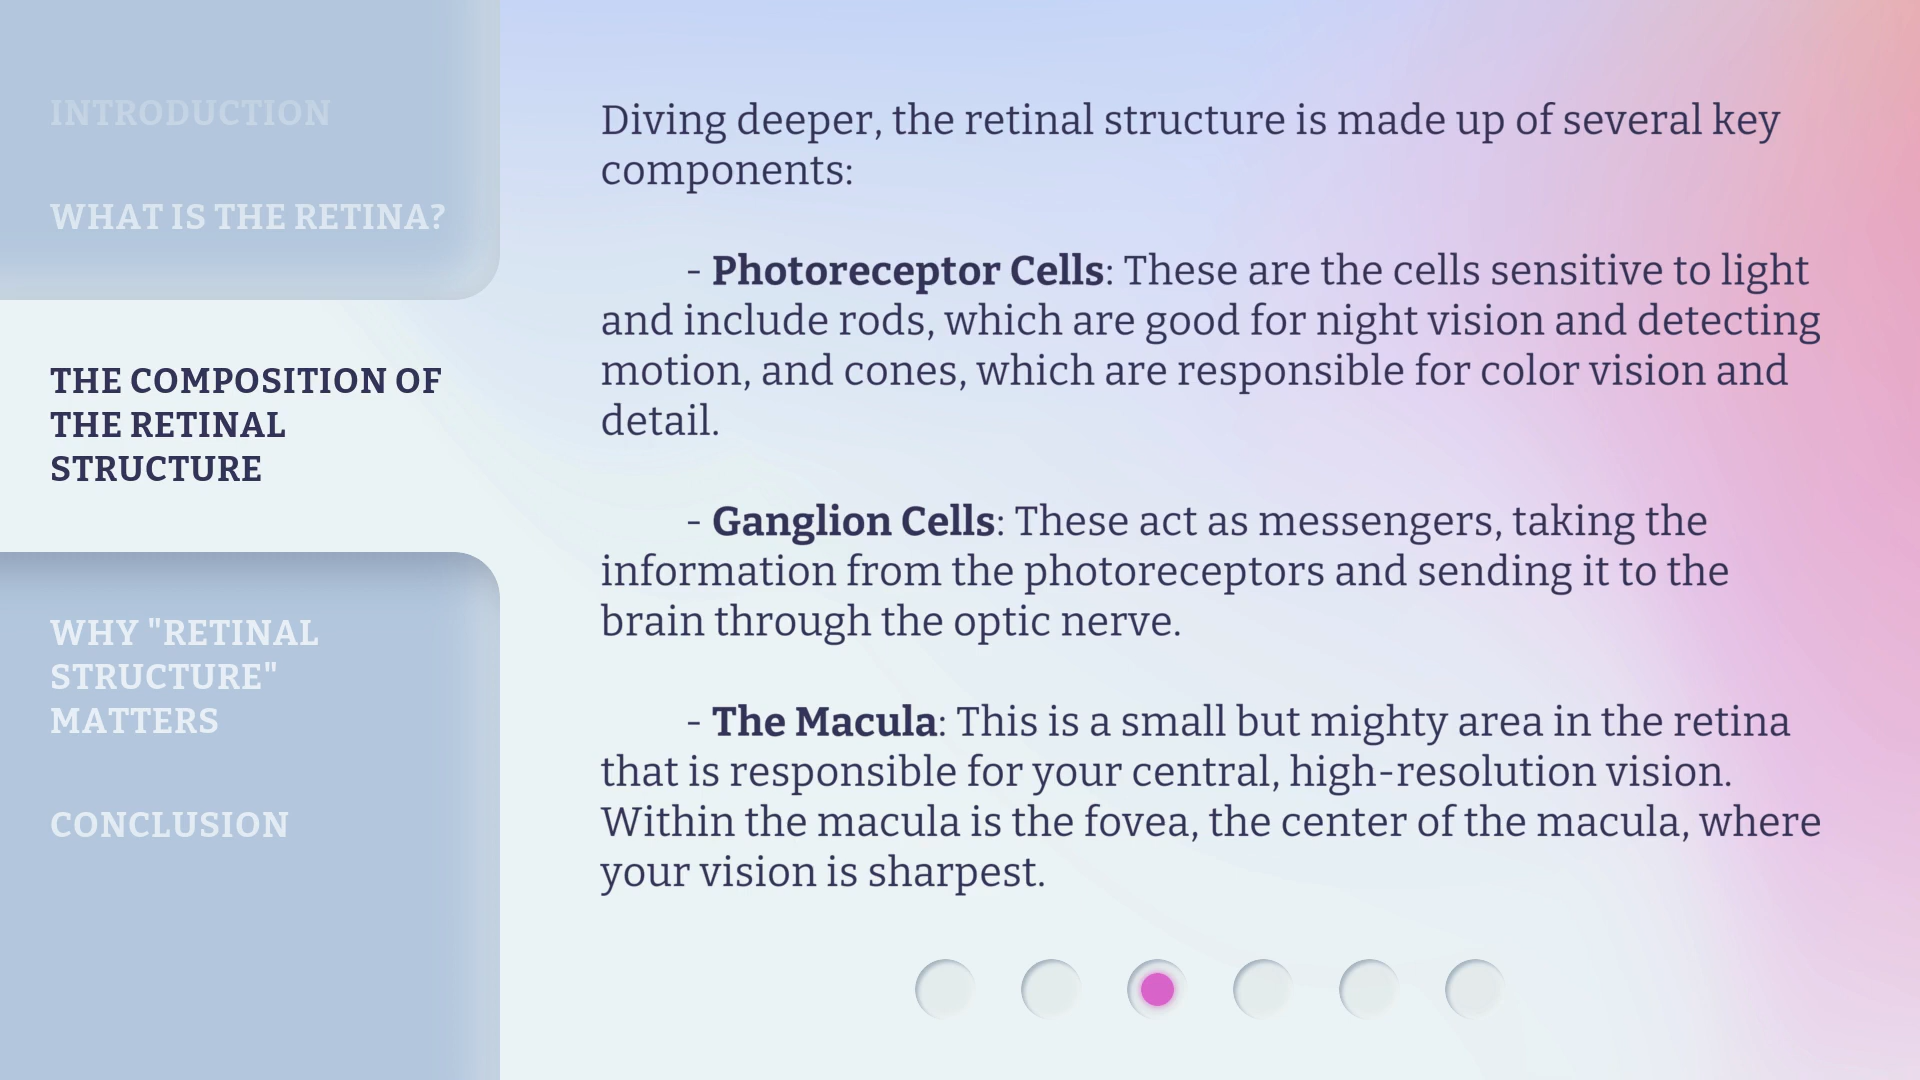 INTRODUCTION
WHAT IS THE RETINA?
THE COMPOSITION OF
THE RETINAL
STRUCTURE
WHY "RETINAL
STRUCTURE"
MATTERS
CONCLUSION
Diving deeper, the retinal structure is made up of several key
components:
- Photoreceptor Cells: These are the cells sensitive to light
and include rods, which are good for night vision and detecting
motion, and cones, which are responsible for color vision and
detail.
- Ganglion Cells: These act as messengers, taking the
information from the photoreceptors and sending it to the
brain through the optic nerve.
- The Macula: This is a small but mighty area in the retina
that is responsible for your central, high-resolution vision.
Within the macula is the fovea, the center of the macula, where
your vision is sharpest.